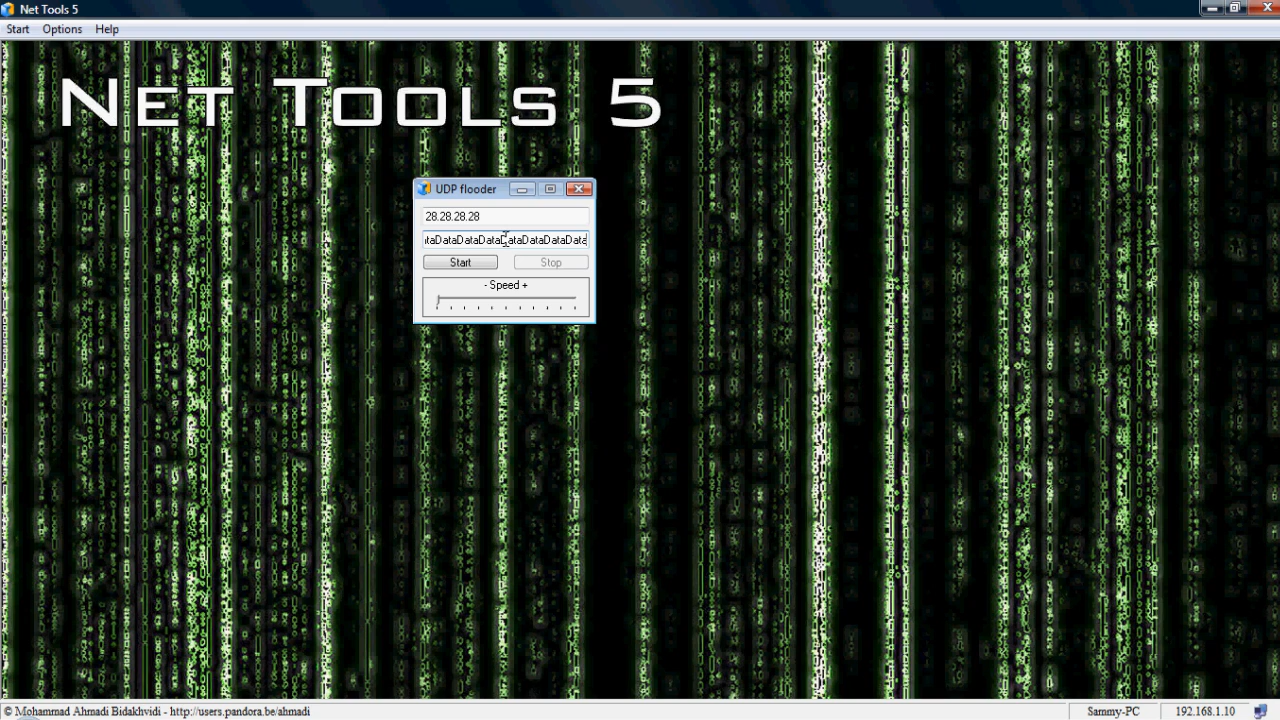 Net Tools 5
Start Options Help
NET TOOLS 5
UDP flooder
28.28.28.28
taDataDataDataDataDataDataData
Start Stop
- Speed +
© Mohammad Ahmadi Bidakhvidi - http://users.pandora.be/ahmadi Sammy-PC 192.168.1.10